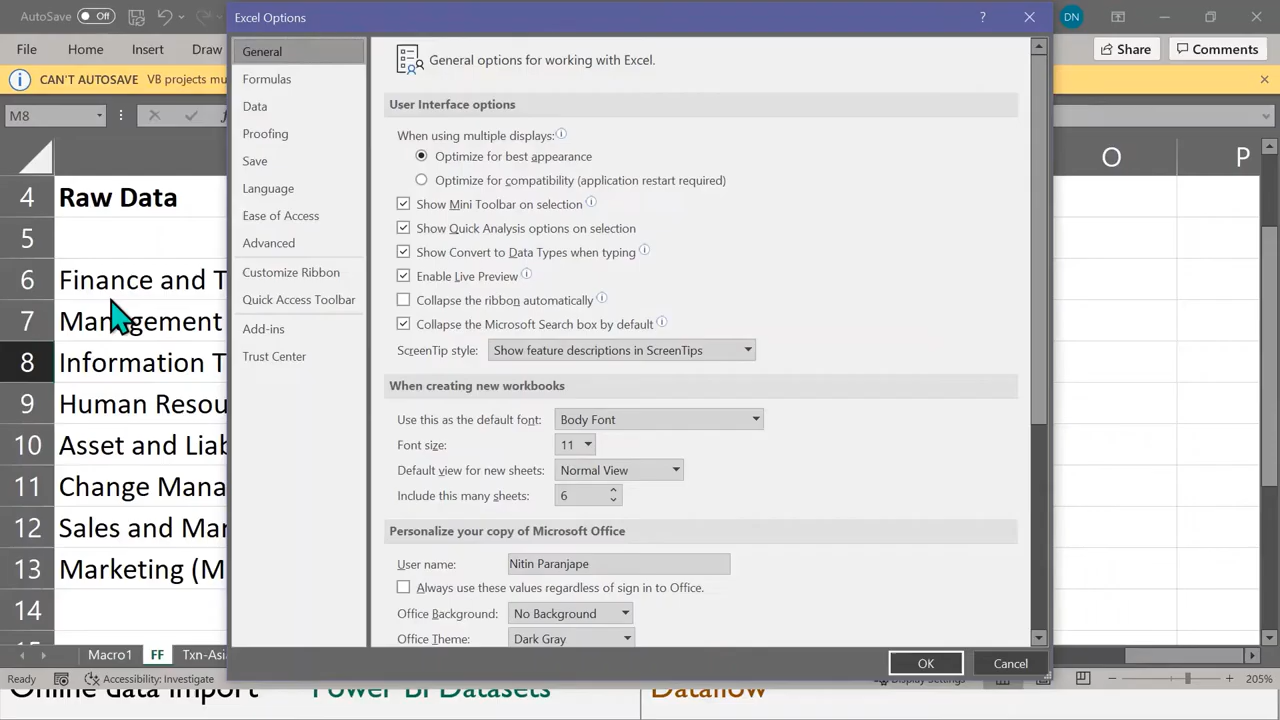 AutoSave Off
Excel Options
?
DN
File Home Insert Draw
Share Comments
CAN'T AUTOSAVE VB projects mu
M8
O P
General
Formulas
Data
Proofing
Save
Language
Ease of Access
Advanced
Customize Ribbon
Quick Access Toolbar
Add-ins
Trust Center
General options for working with Excel.
User Interface options
When using multiple displays:
Optimize for best appearance
Optimize for compatibility (application restart required)
Show Mini Toolbar on selection
Show Quick Analysis options on selection
Show Convert to Data Types when typing
Enable Live Preview
Collapse the ribbon automatically
Collapse the Microsoft Search box by default
ScreenTip style: Show feature descriptions in ScreenTips
When creating new workbooks
Use this as the default font: Body Font
Font size: 11
Default view for new sheets: Normal View
Include this many sheets: 6
Personalize your copy of Microsoft Office
User name: Nitin Paranjape
Always use these values regardless of sign in to Office.
Office Background: No Background
Office Theme: Dark Gray
OK Cancel
4 Raw Data
5
6 Finance and T
7 Management
8 Information T
9 Human Resou
10 Asset and Liab
11 Change Mana
12 Sales and Mar
13 Marketing (M
14
Macro1 FF Txn-Asia
Ready Accessibility: Investigate
Display Settings
205%
Online data import Power BI Datasets Dataflow